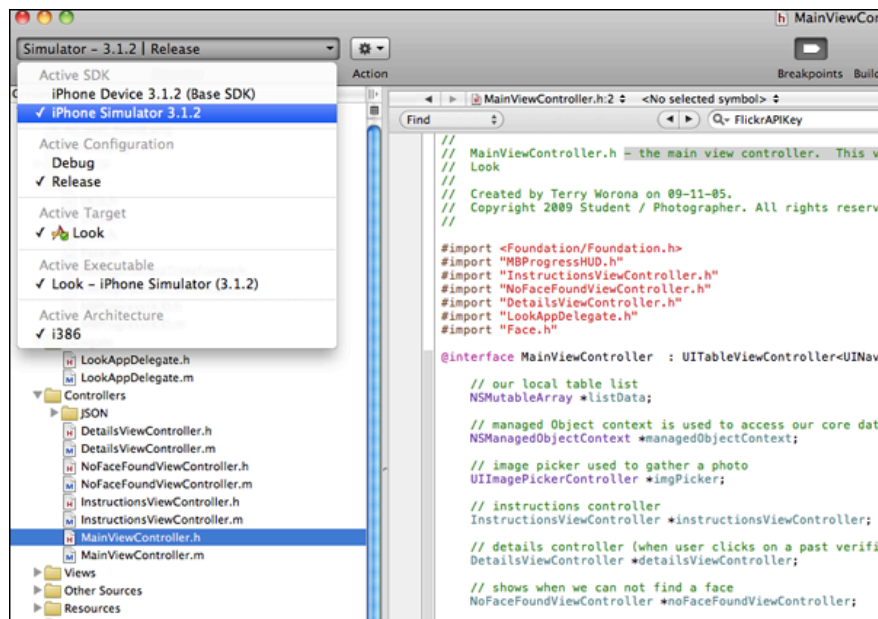 MainViewCon
Simulator – 3.1.2 | Release
Action
Breakpoints Build
Active SDK
iPhone Device 3.1.2 (Base SDK)
✓ iPhone Simulator 3.1.2
Active Configuration
Debug
✓ Release
Active Target
✓ Look
Active Executable
✓ Look – iPhone Simulator (3.1.2)
Active Architecture
✓ i386
LookAppDelegate.h
LookAppDelegate.m
Controllers
JSON
DetailsViewController.h
DetailsViewController.m
NoFaceFoundViewController.h
NoFaceFoundViewController.m
InstructionsViewController.h
InstructionsViewController.m
MainViewController.h
MainViewController.m
Views
Other Sources
Resources
MainViewController.h:2 <No selected symbol>
Find FlickrAPIKey
//
// MainViewController.h – the main view controller. This v
// Look
//
// Created by Terry Worona on 09-11-05.
// Copyright 2009 Student / Photographer. All rights reserv
//
#import <Foundation/Foundation.h>
#import "MBProgressHUD.h"
#import "InstructionsViewController.h"
#import "NoFaceFoundViewController.h"
#import "DetailsViewController.h"
#import "LookAppDelegate.h"
#import "Face.h"
@interface MainViewController : UITableViewController<UINav
// our local table list
NSMutableArray *listData;
// managed Object context is used to access our core dat
NSManagedObjectContext *managedObjectContext;
// image picker used to gather a photo
UIImagePickerController *imgPicker;
// instructions controller
InstructionsViewController *instructionsViewController;
// details controller (when user clicks on a past verifi
DetailsViewController *detailsViewController;
// shows when we can not find a face
NoFaceFoundViewController *noFaceFoundViewController;